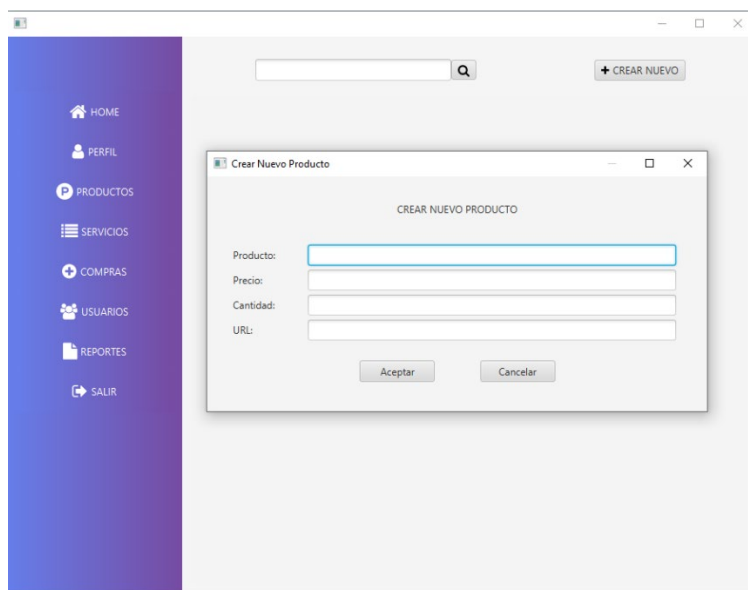 CREAR NUEVO
HOME
PERFIL
PRODUCTOS
SERVICIOS
COMPRAS
USUARIOS
REPORTES
SALIR
Crear Nuevo Producto
CREAR NUEVO PRODUCTO
Producto:
Precio:
Cantidad:
URL:
Aceptar
Cancelar